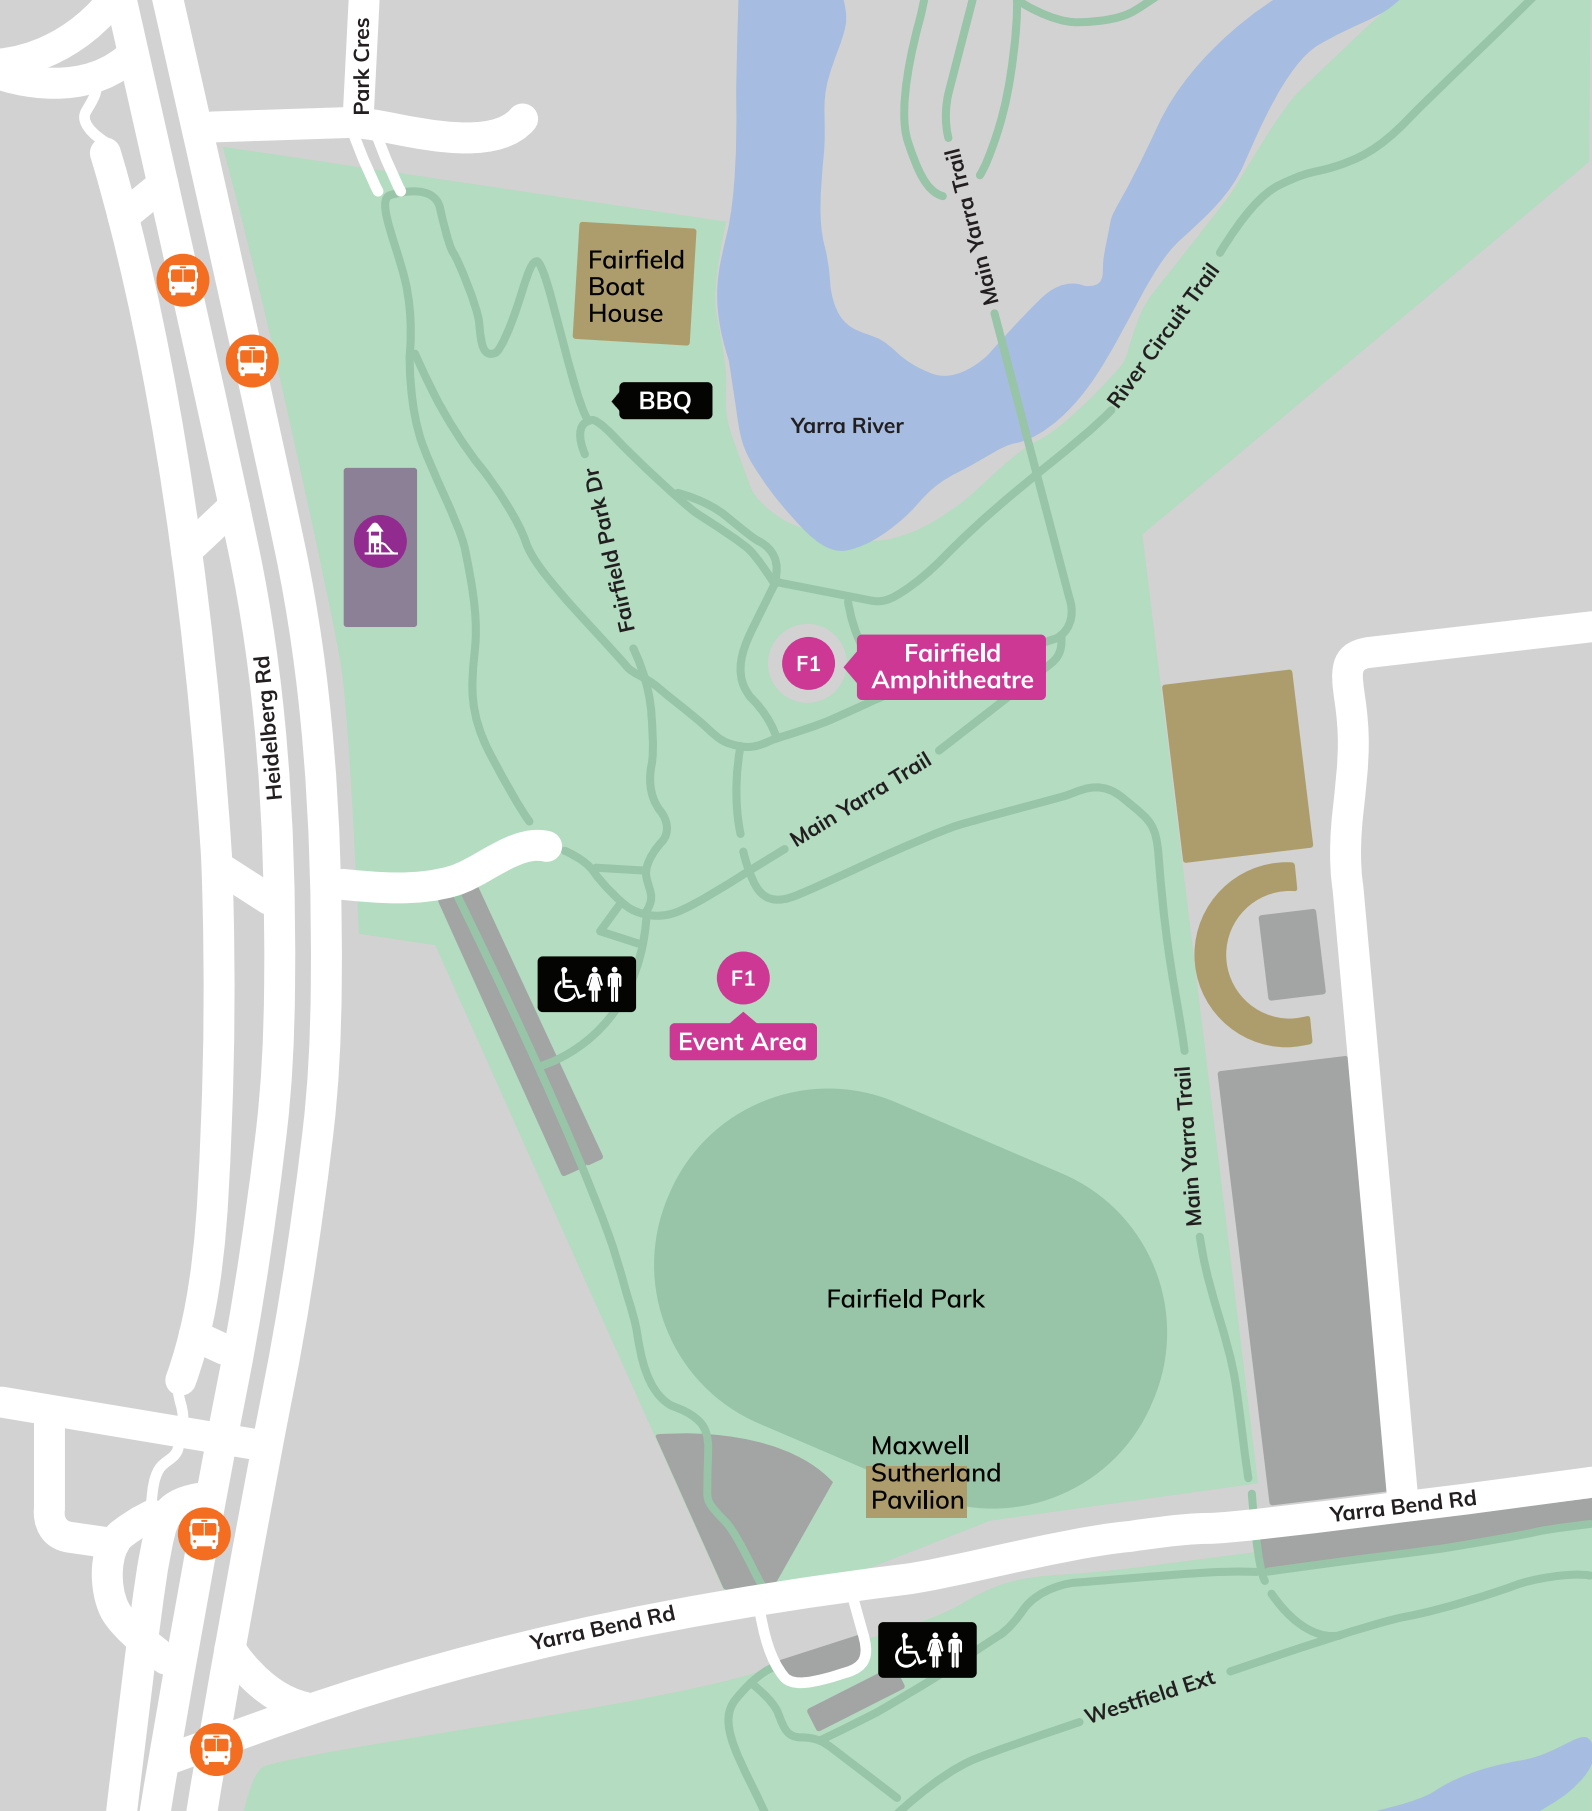 Park Cres
Main Yarra Trail
Fairfield
Boat
House
River Circuit Trail
BBQ
Yarra River
Fairfield Park Dr
F1
Fairfield
Amphitheatre
Heidelberg Rd
Main Yarra Trail
F1
Event Area
Main Yarra Trail
Fairfield Park
Maxwell
Sutherland
Pavilion
Yarra Bend Rd
Yarra Bend Rd
Westfield Ext